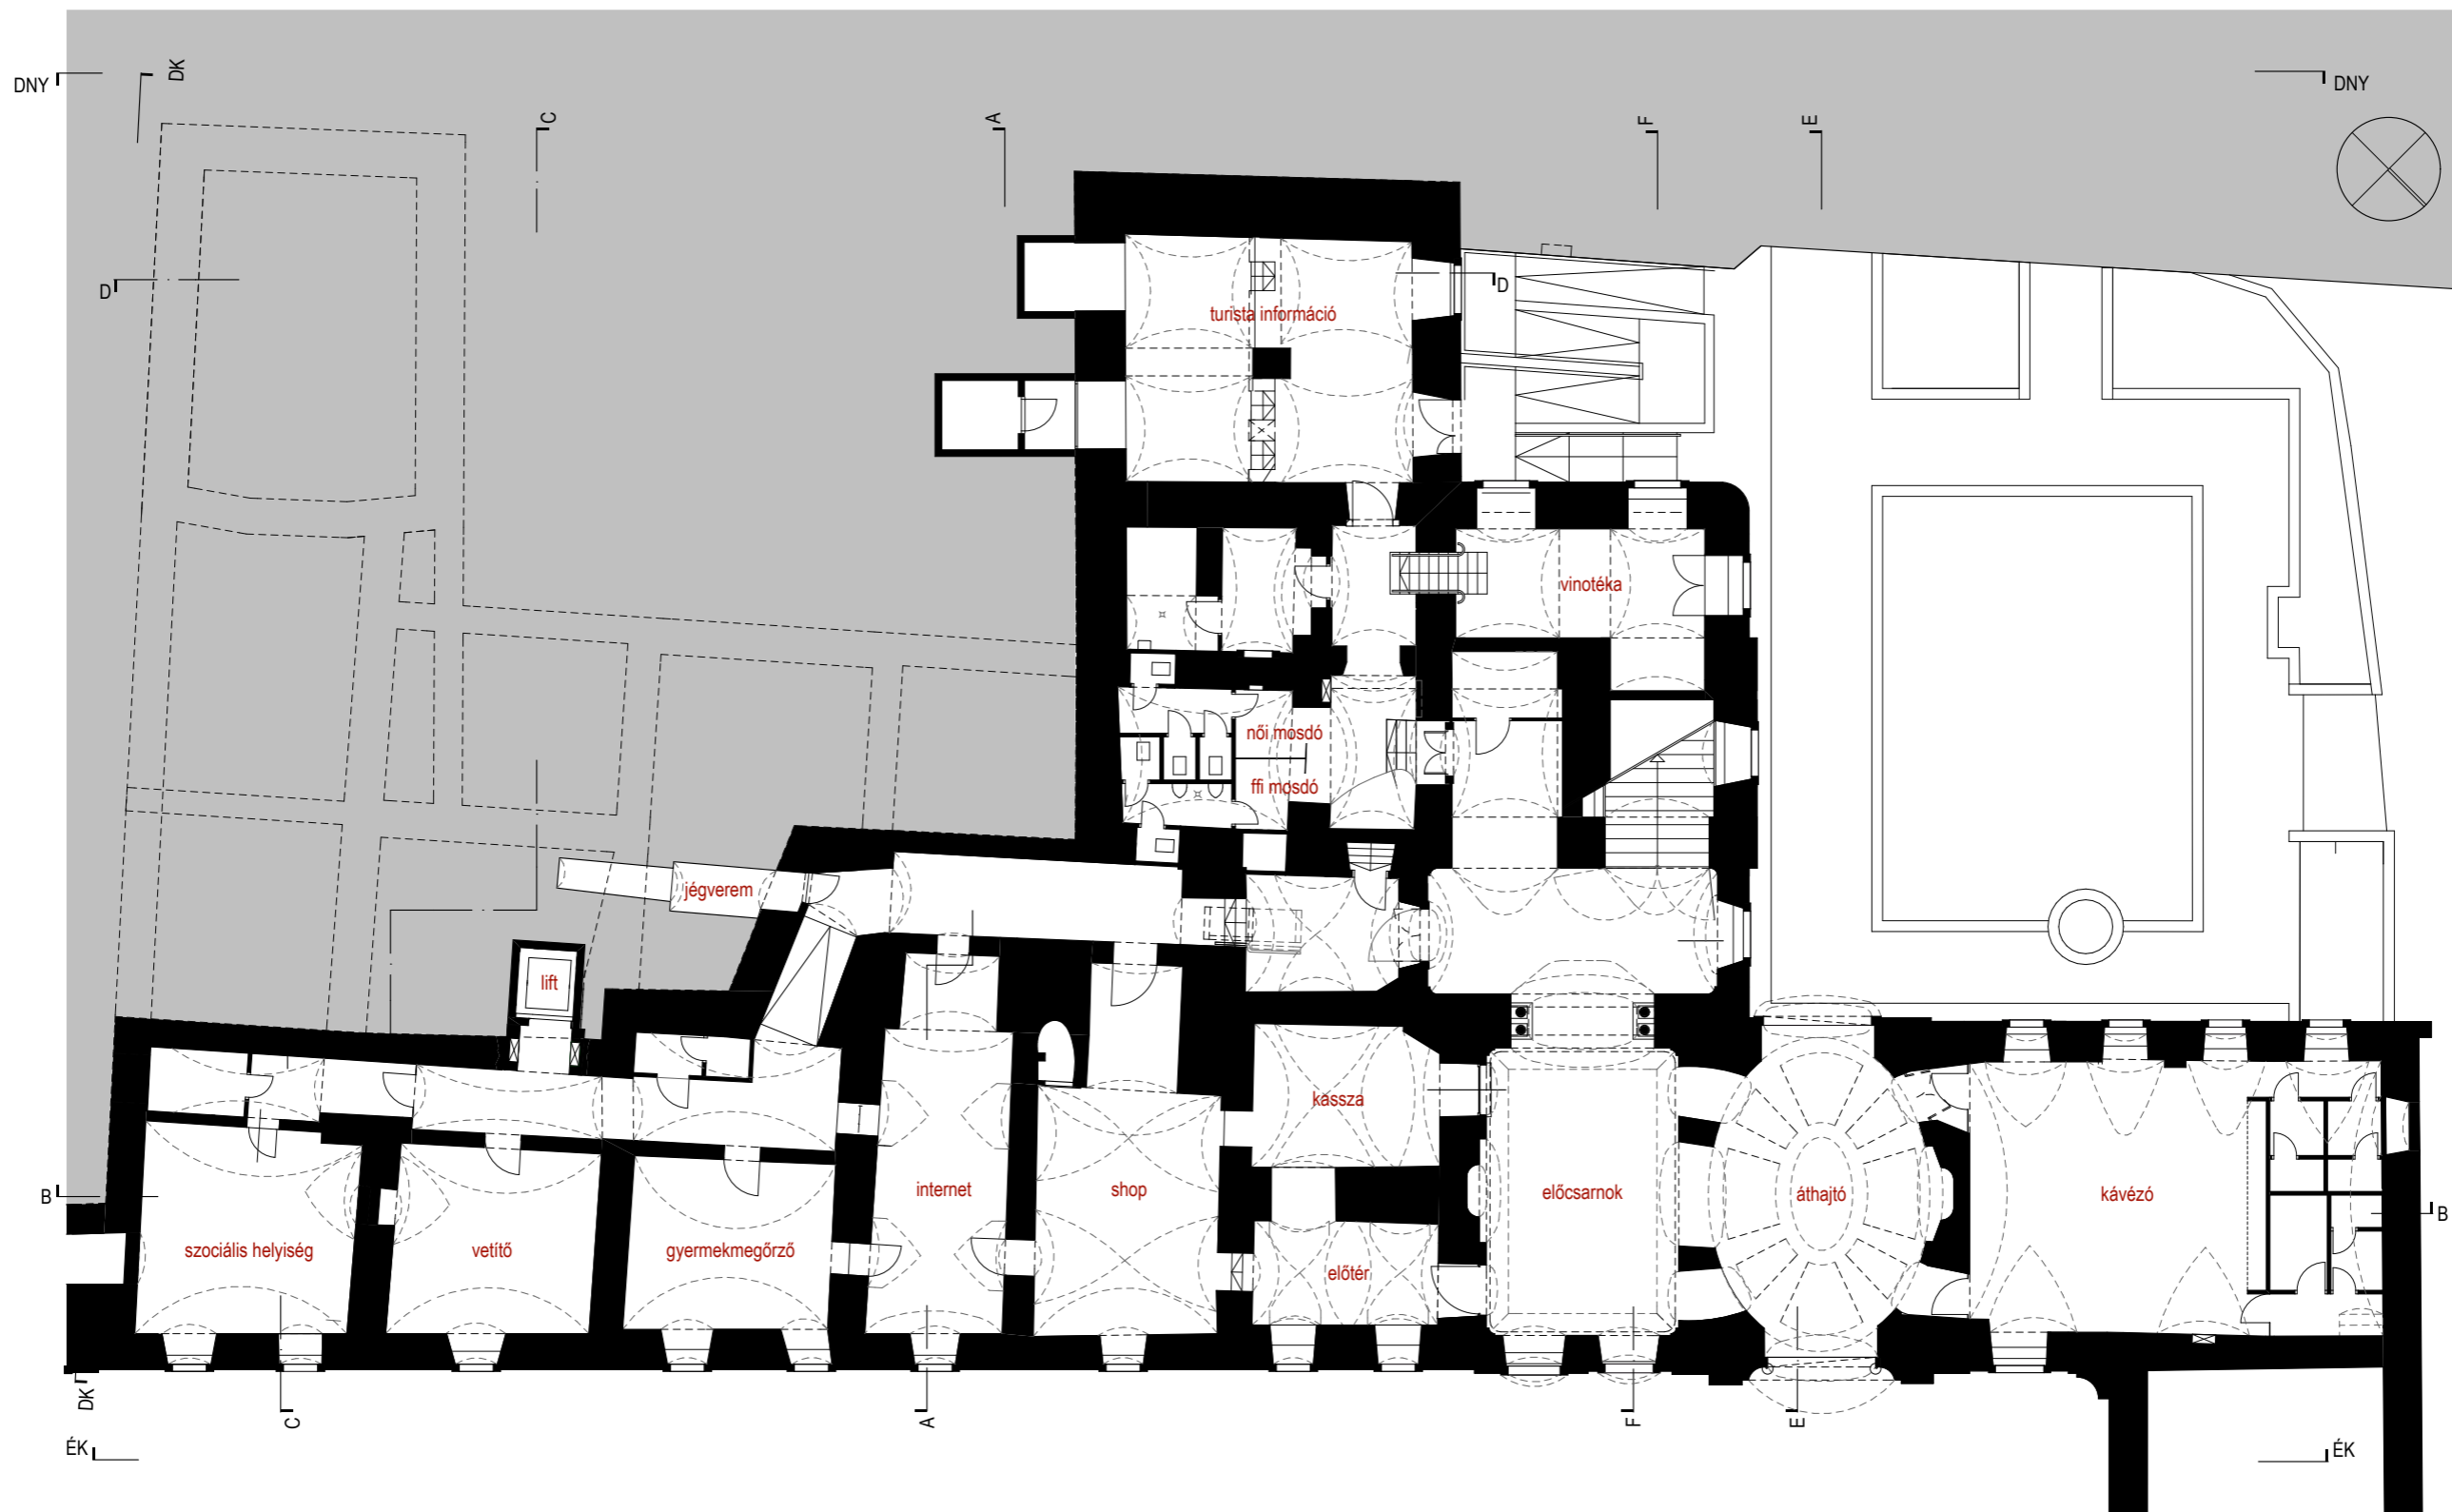 DNY
DK
C
A
F
E
DNY
D
D
turista információ
vinotéka
női mosdó
ffi mosdó
jégverem
lift
kassza
B
szociális helyiség
vetítő
gyermekmegőrző
internet
shop
előtér
előcsarnok
áthajtó
kávézó
B
DK
C
A
F
E
ÉK
ÉK